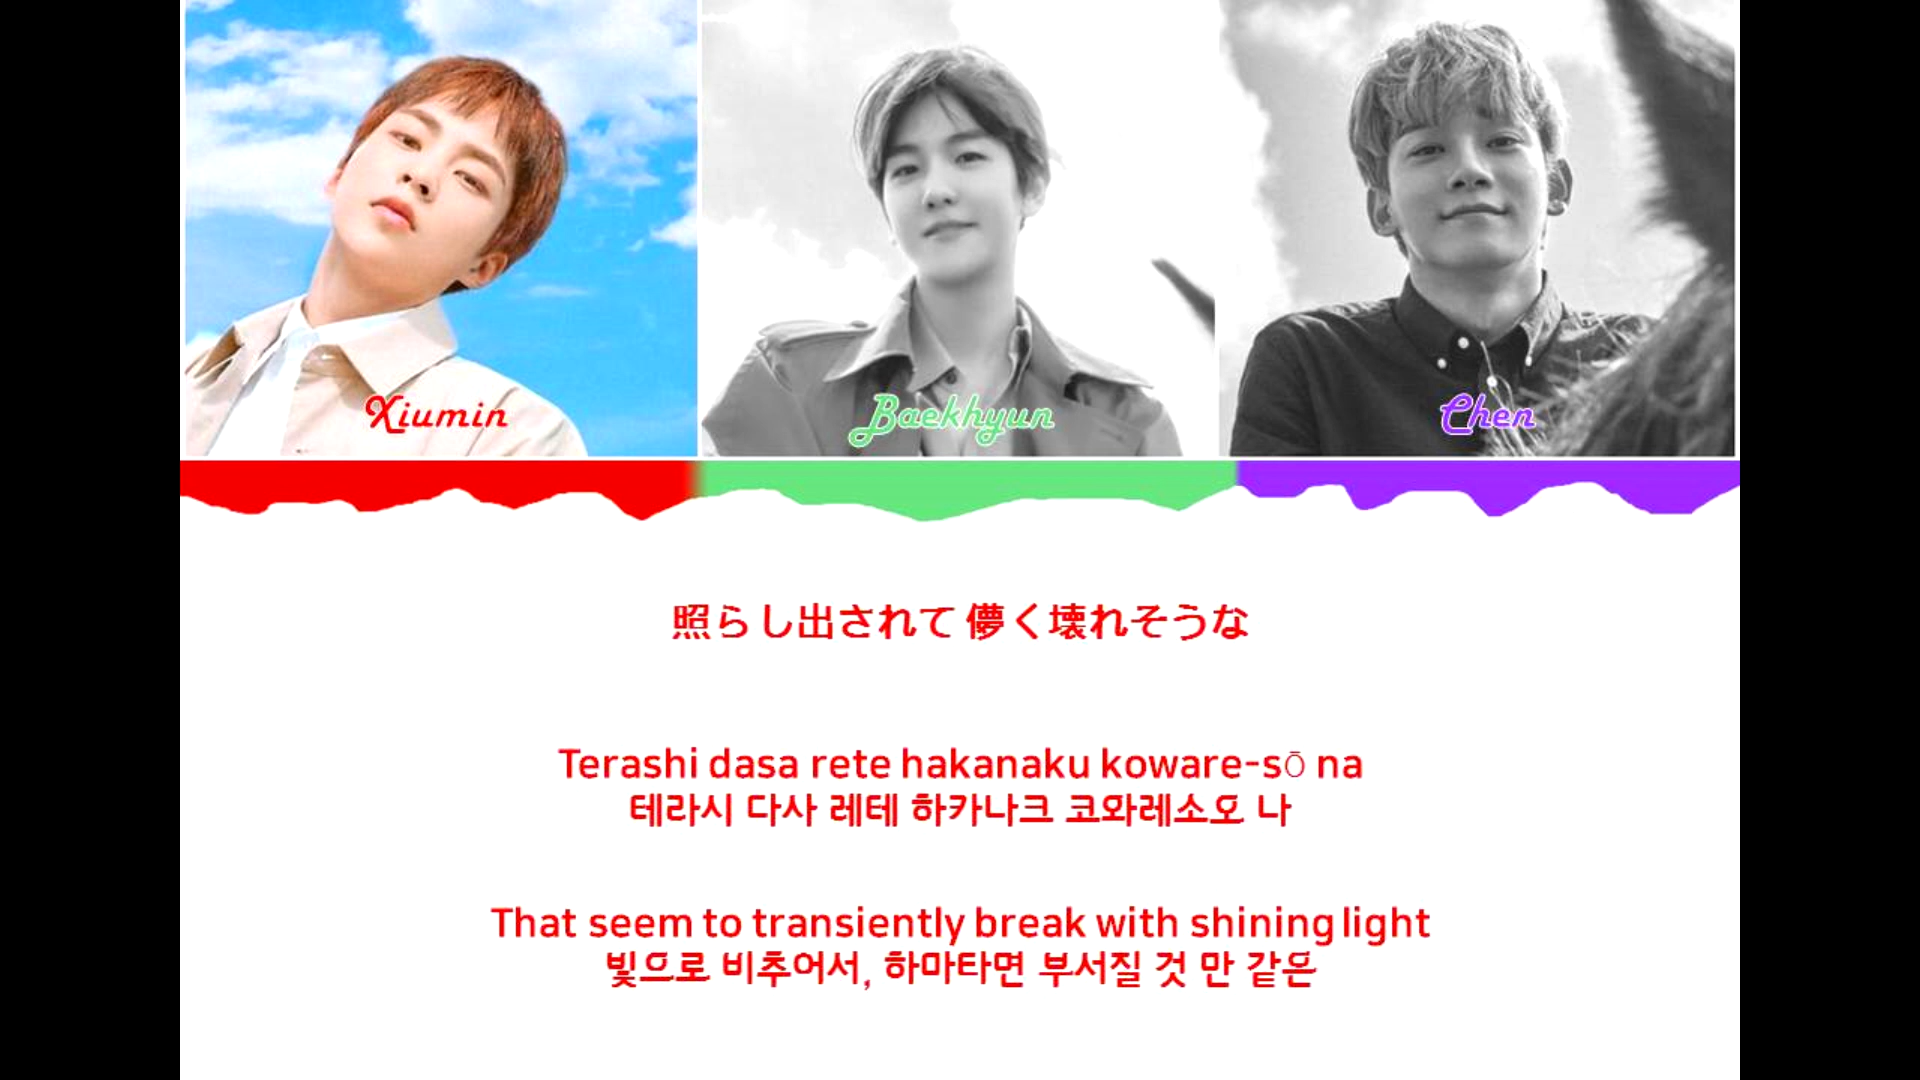 Xiumin
Baekhyun
Chen
照らし出されて 儚く壊れそうな
Terashi dasa rete hakanaku koware-sō na
테라시 다사 레테 하카나크 코와레소오 나
That seem to transiently break with shining light
빛으로 비추어서, 하마타면 부서질 것 만 같은